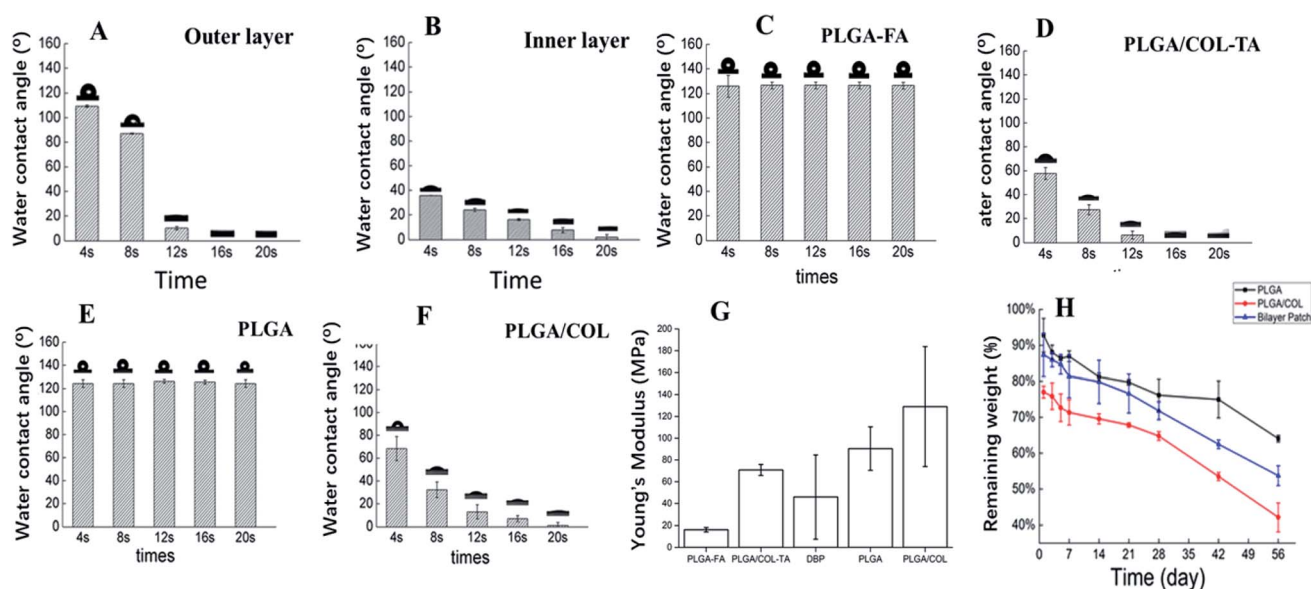 A
Outer layer
Water contact angle (°)
160
140
120
100
80
60
40
20
0
4s 8s 12s 16s 20s
Time
B
Inner layer
Water contact angle (°)
160
140
120
100
80
60
40
20
0
4s 8s 12s 16s 20s
Time
C
PLGA-FA
Water contact angle (°)
160
140
120
100
80
60
40
20
0
4s 8s 12s 16s 20s
times
D
PLGA/COL-TA
ater contact angle (°)
160
140
120
100
80
60
40
20
0
4s 8s 12s 16s 20s
E
PLGA
Water contact angle (°)
160
140
120
100
80
60
40
20
0
4s 8s 12s 16s 20s
times
F
PLGA/COL
Water contact angle (°)
160
140
120
100
80
60
40
20
0
4s 8s 12s 16s 20s
times
G
Young's Modulus (MPa)
200
180
160
140
120
100
80
60
40
20
0
PLGA-FA PLGA/COL-TA DBP PLGA PLGA/COL
H
PLGA
PLGA/COL
Bilayer Patch
Remaining weight (%)
100%
90%
80%
70%
60%
50%
40%
0 1 7 14 21 28 35 42 49 56
Time (day)